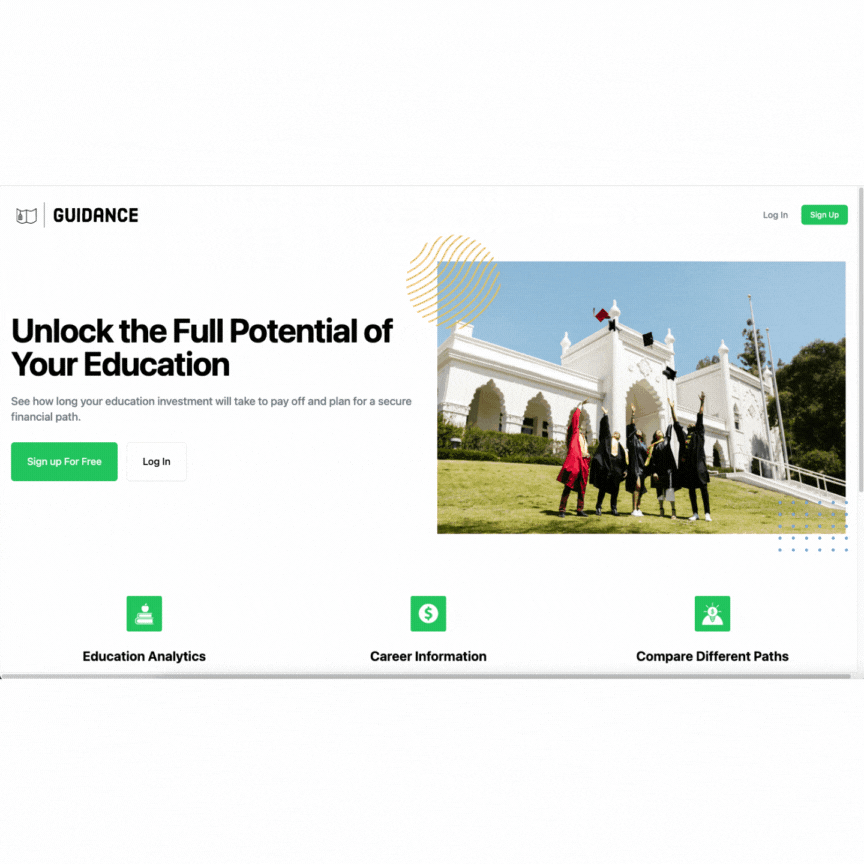 GUIDANCE
Log In
Sign Up
Unlock the Full Potential of
Your Education
See how long your education investment will take to pay off and plan for a secure
financial path.
Sign up For Free
Log In
Education Analytics
Career Information
Compare Different Paths